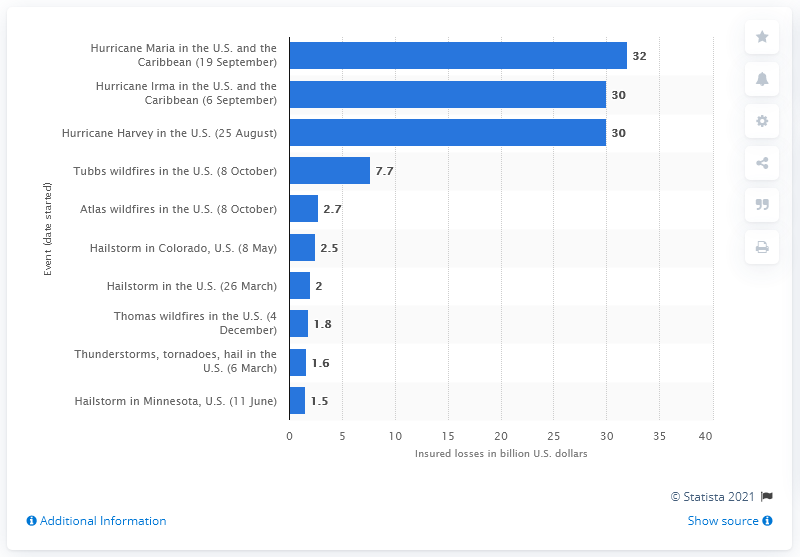 Hurricane Maria in the U.S. and the
Caribbean (19 September)
32
Hurricane Irma in the U.S. and the
Caribbean (6 September)
30
Hurricane Harvey in the U.S. (25 August)
30
Tubbs wildfires in the U.S. (8 October)
7.7
Atlas wildfires in the U.S. (8 October)
2.7
Hailstorm in Colorado, U.S. (8 May)
2.5
Hailstorm in the U.S. (26 March)
2
Thomas wildfires in the U.S. (4
December)
1.8
Thunderstorms, tornadoes, hail in the
U.S. (6 March)
1.6
Hailstorm in Minnesota, U.S. (11 June)
1.5
Event (date started)
0 5 10 15 20 25 30 35 40
Insured losses in billion U.S. dollars
© Statista 2021
Additional Information
Show source